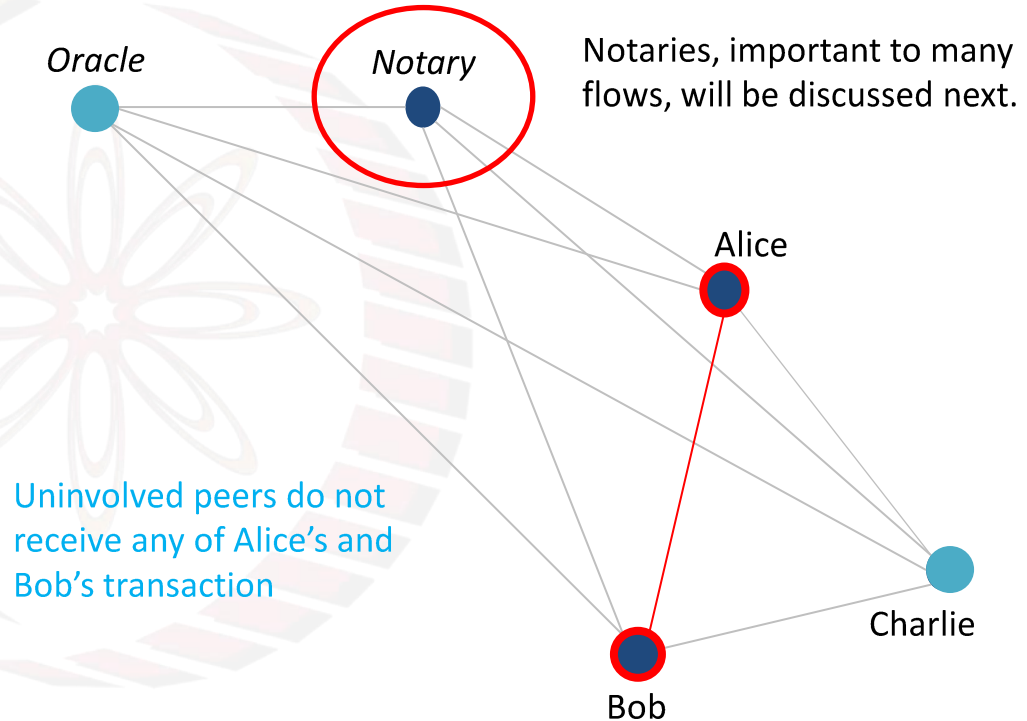 Oracle
Notary
Notaries, important to many
flows, will be discussed next.
Alice
Uninvolved peers do not
receive any of Alice’s and
Bob’s transaction
Charlie
Bob